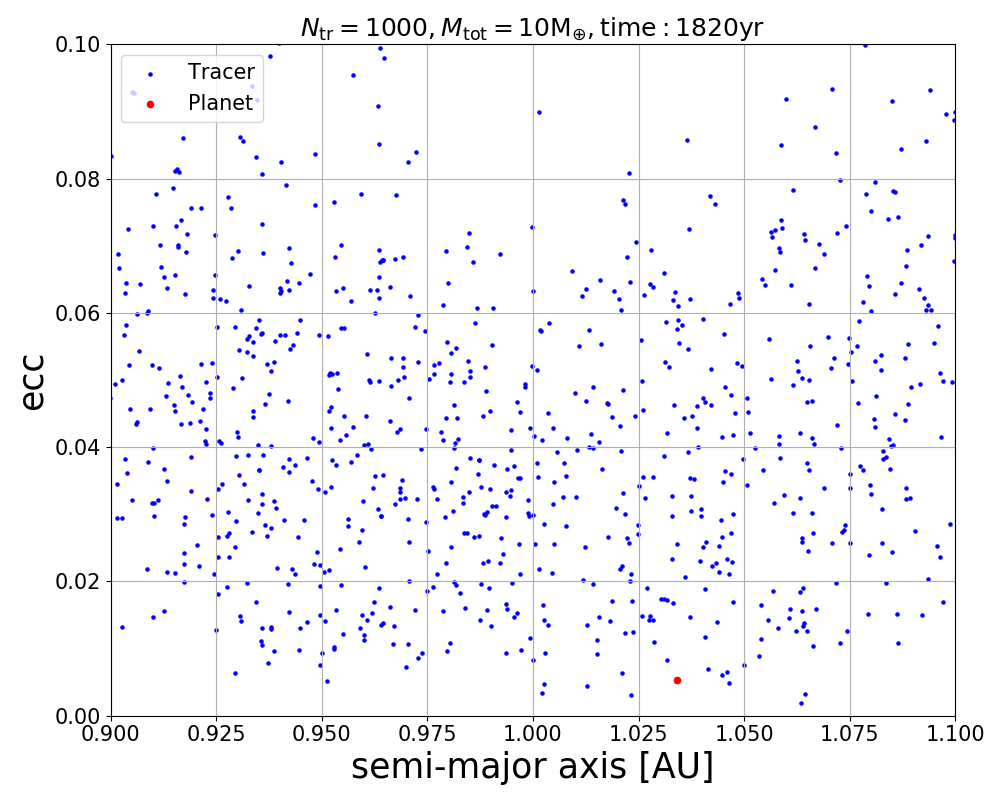 N_tr = 1000, M_tot = 10M_⊕, time : 1820yr
Tracer
Planet
ecc
0.10
0.08
0.06
0.04
0.02
0.00
0.900 0.925 0.950 0.975 1.000 1.025 1.050 1.075 1.100
semi-major axis [AU]